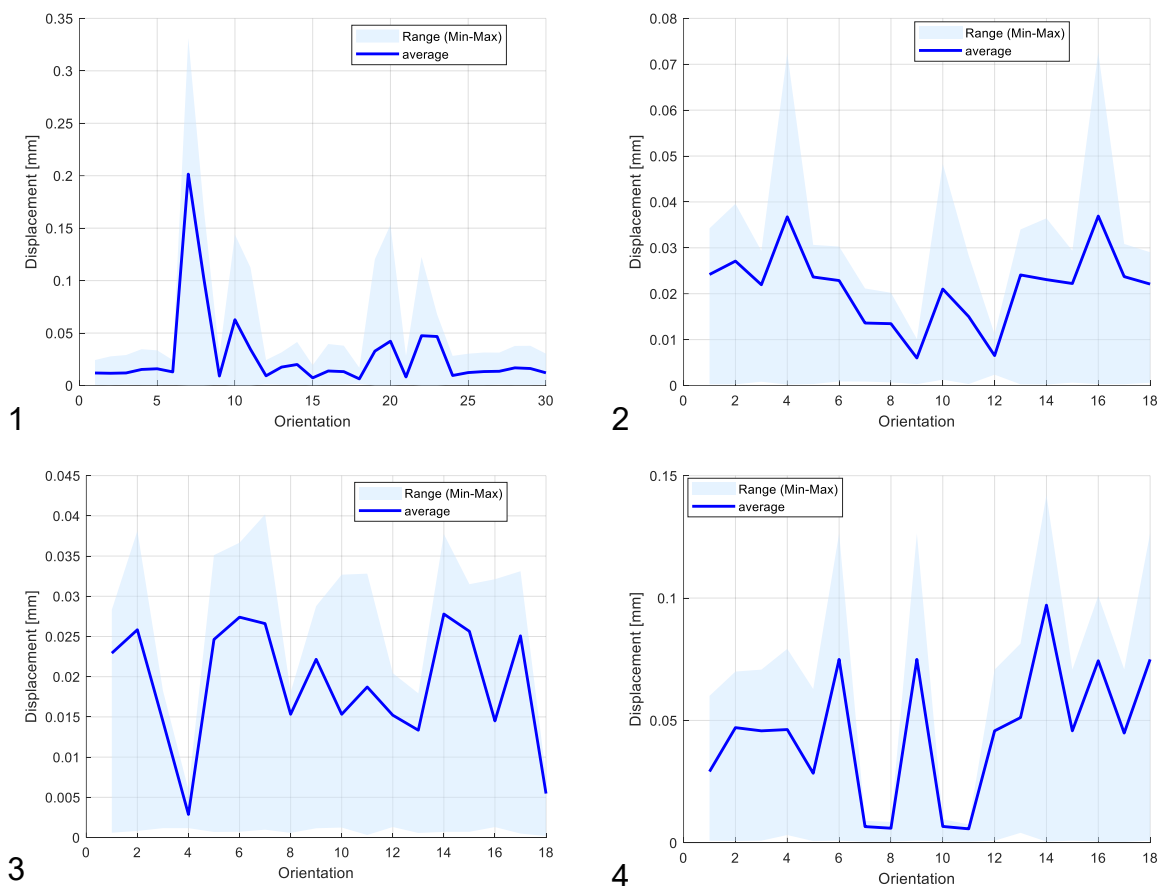 0.35
0.3
0.25
0.2
0.15
0.1
0.05
0
Displacement [mm]
Range (Min-Max)
average
0 5 10 15 20 25 30
Orientation
1
0.08
0.07
0.06
0.05
0.04
0.03
0.02
0.01
0
Displacement [mm]
Range (Min-Max)
average
0 2 4 6 8 10 12 14 16 18
Orientation
2
0.045
0.04
0.035
0.03
0.025
0.02
0.015
0.01
0.005
0
Displacement [mm]
Range (Min-Max)
average
0 2 4 6 8 10 12 14 16 18
Orientation
3
0.15
0.1
0.05
0
Displacement [mm]
Range (Min-Max)
average
0 2 4 6 8 10 12 14 16 18
Orientation
4